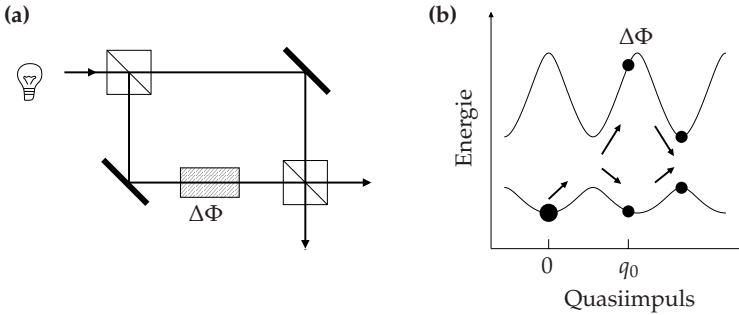 (a)
ΔΦ
(b)
ΔΦ
Energie
0
q₀
Quasiimpuls